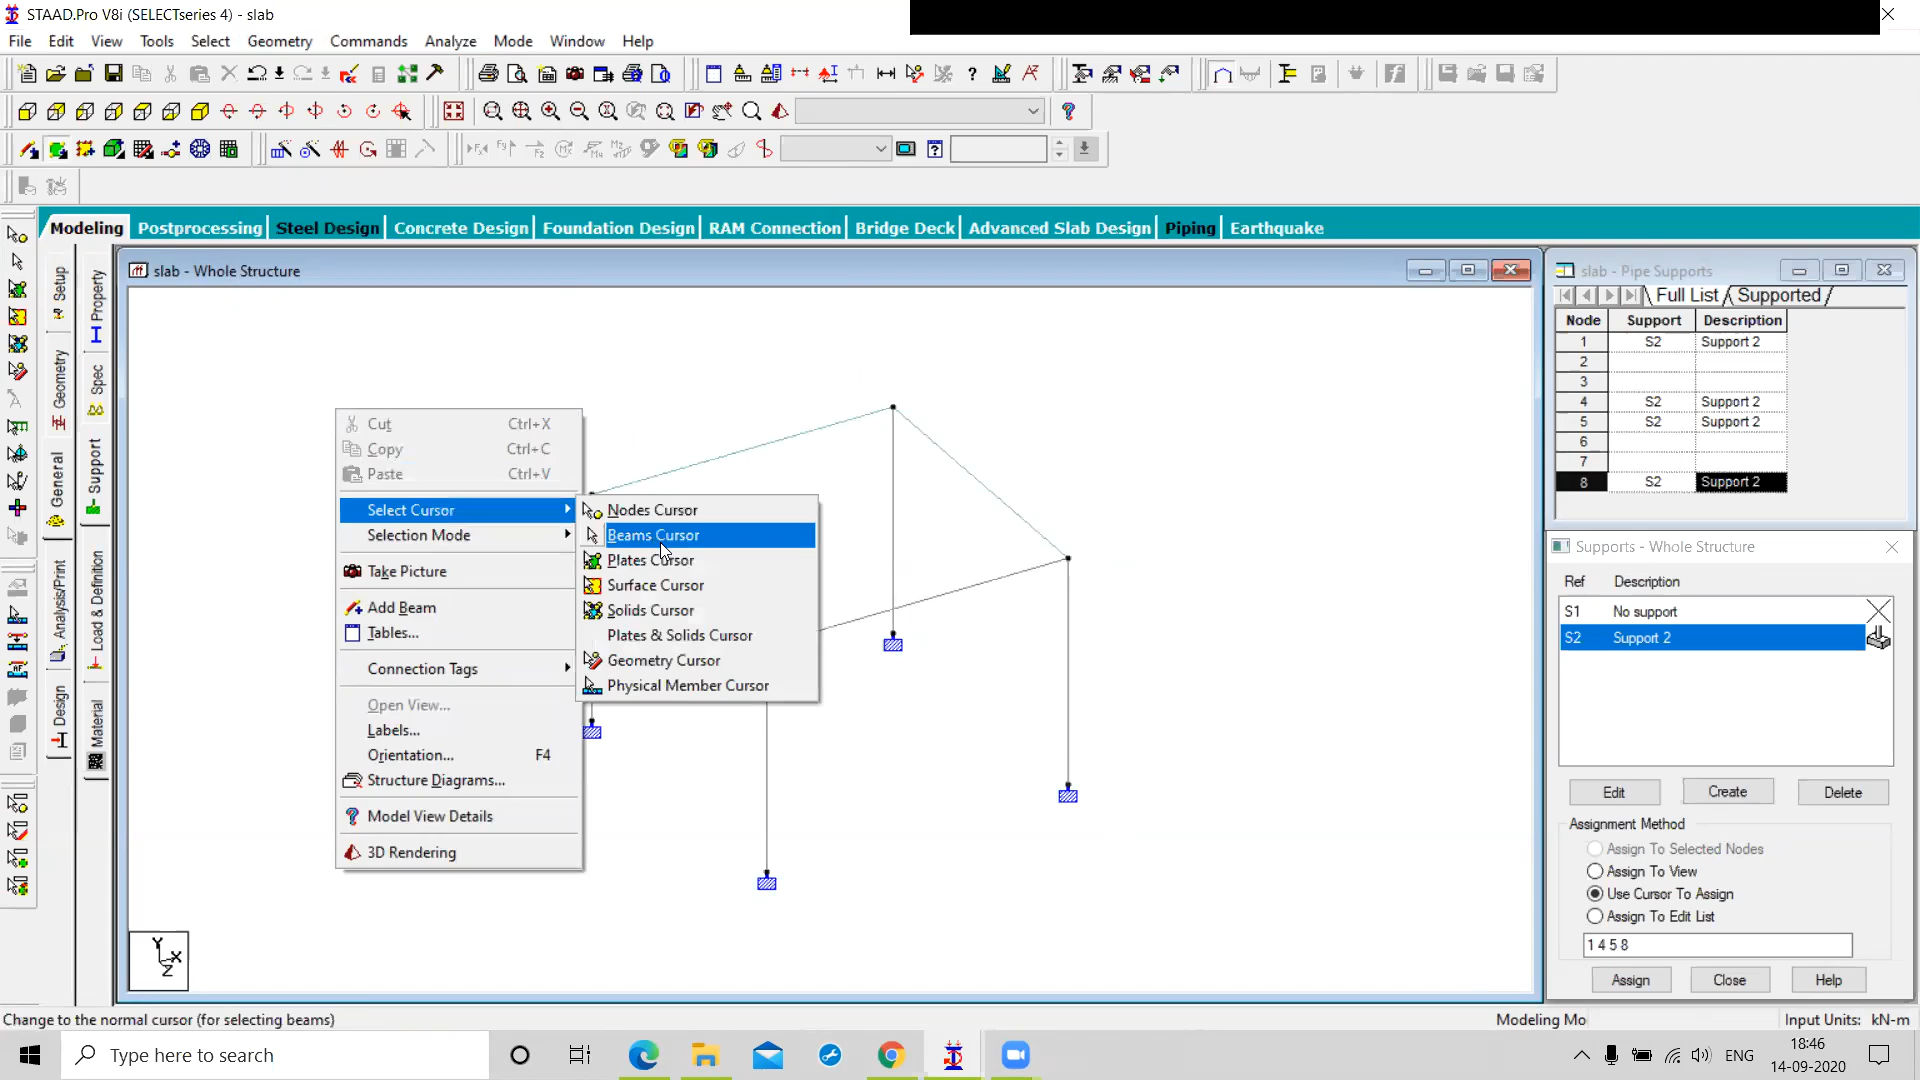 STAAD.Pro V8i (SELECTseries 4) - slab
File Edit View Tools Select Geometry Commands Analyze Mode Window Help
Modeling Postprocessing Steel Design Concrete Design Foundation Design RAM Connection Bridge Deck Advanced Slab Design Piping Earthquake
Setup
Geometry
General
Analysis/Print
Design
Property
Spec
Support
Load & Definition
Material
slab - Whole Structure
Cut Ctrl+X
Copy Ctrl+C
Paste Ctrl+V
Select Cursor
Selection Mode
Take Picture
Add Beam
Tables...
Connection Tags
Open View...
Labels...
Orientation... F4
Structure Diagrams...
Model View Details
3D Rendering
Nodes Cursor
Beams Cursor
Plates Cursor
Surface Cursor
Solids Cursor
Plates & Solids Cursor
Geometry Cursor
Physical Member Cursor
Y
X
Z
slab - Pipe Supports
Full List Supported
Node Support Description
1 S2 Support 2
2
3
4 S2 Support 2
5 S2 Support 2
6
7
8 S2 Support 2
Supports - Whole Structure
Ref Description
S1 No support
S2 Support 2
Edit Create Delete
Assignment Method
Assign To Selected Nodes
Assign To View
Use Cursor To Assign
Assign To Edit List
1 4 5 8
Assign Close Help
Change to the normal cursor (for selecting beams)
Modeling Mo
Input Units: kN-m
Type here to search
ENG
18:46
14-09-2020